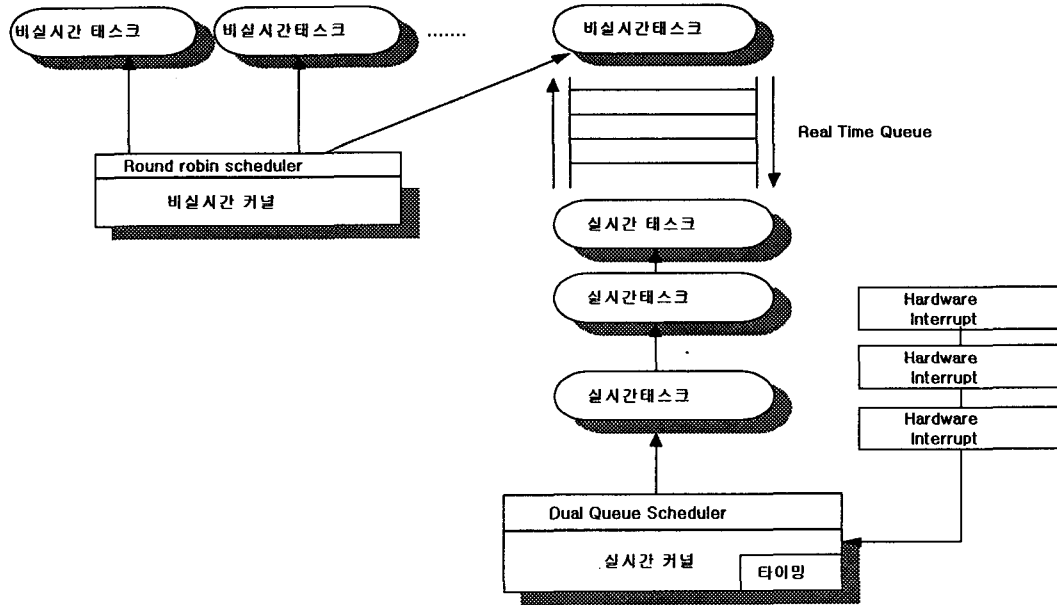 비실시간 태스크
비실시간태스크
.......
비실시간태스크
Real Time Queue
Round robin scheduler
비실시간 커널
실시간 태스크
실시간태스크
실시간태스크
Hardware
Interrupt
Hardware
Interrupt
Hardware
Interrupt
Dual Queue Scheduler
실시간 커널
타이밍